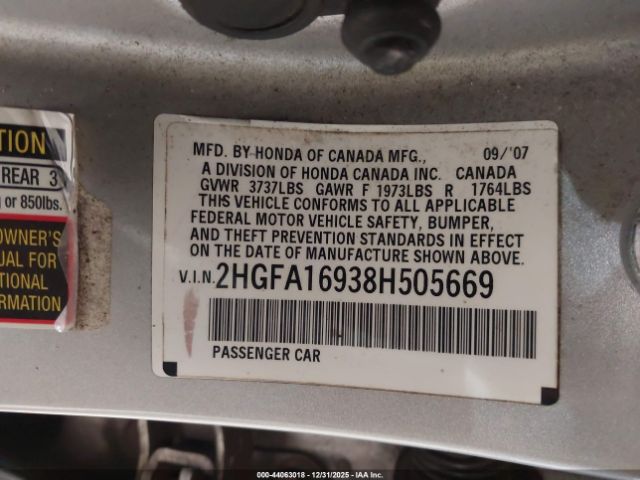 TION
REAR 3
or 850lbs.
OWNER'S
UAL FOR
TIONAL
FORMATION
MFD. BY HONDA OF CANADA MFG., 09/'07
A DIVISION OF HONDA CANADA INC. CANADA
GVWR 3737LBS GAWR F 1973LBS R 1764LBS
THIS VEHICLE CONFORMS TO ALL APPLICABLE
FEDERAL MOTOR VEHICLE SAFETY, BUMPER,
AND THEFT PREVENTION STANDARDS IN EFFECT
ON THE DATE OF MANUFACTURE SHOWN ABOVE.
V.I.N. 2HGFA16938H505669
PASSENGER CAR
000-44063018 - 12/31/2025 - IAA Inc.